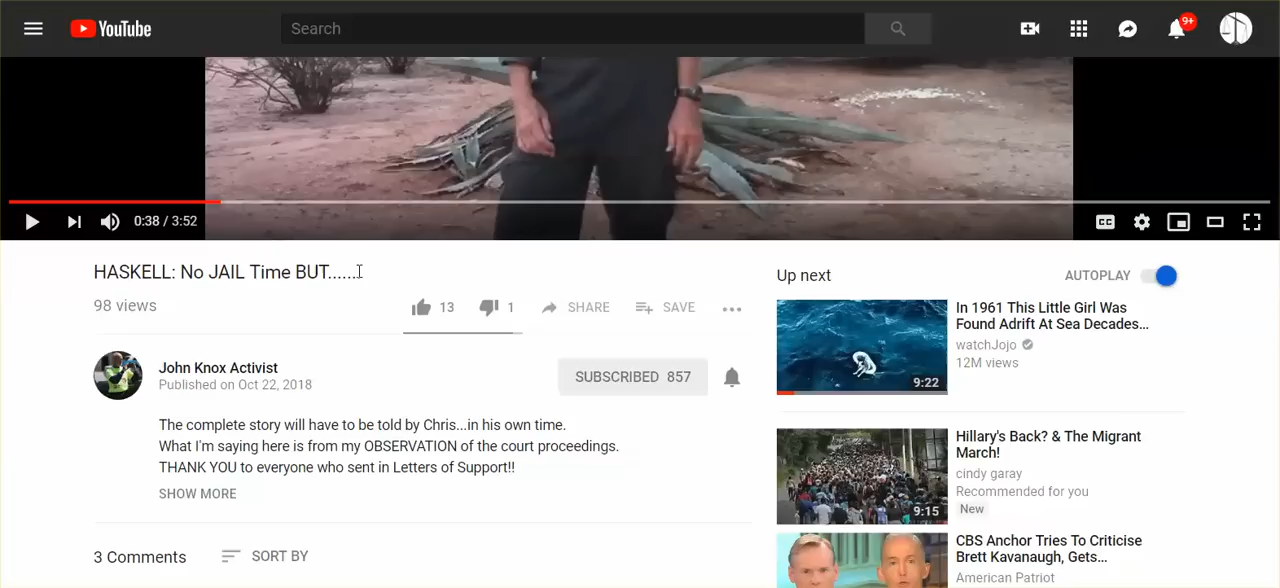 YouTube
Search
9+
0:38 / 3:52
CC
HASKELL: No JAIL Time BUT......
98 views
13
1
SHARE
SAVE
John Knox Activist
Published on Oct 22, 2018
SUBSCRIBED 857
The complete story will have to be told by Chris...in his own time.
What I'm saying here is from my OBSERVATION of the court proceedings.
THANK YOU to everyone who sent in Letters of Support!!
SHOW MORE
3 Comments
SORT BY
Up next
AUTOPLAY
9:22
In 1961 This Little Girl Was
Found Adrift At Sea Decades...
watchJojo
12M views
9:15
Hillary's Back? & The Migrant
March!
cindy garay
Recommended for you
New
CBS Anchor Tries To Criticise
Brett Kavanaugh, Gets...
American Patriot